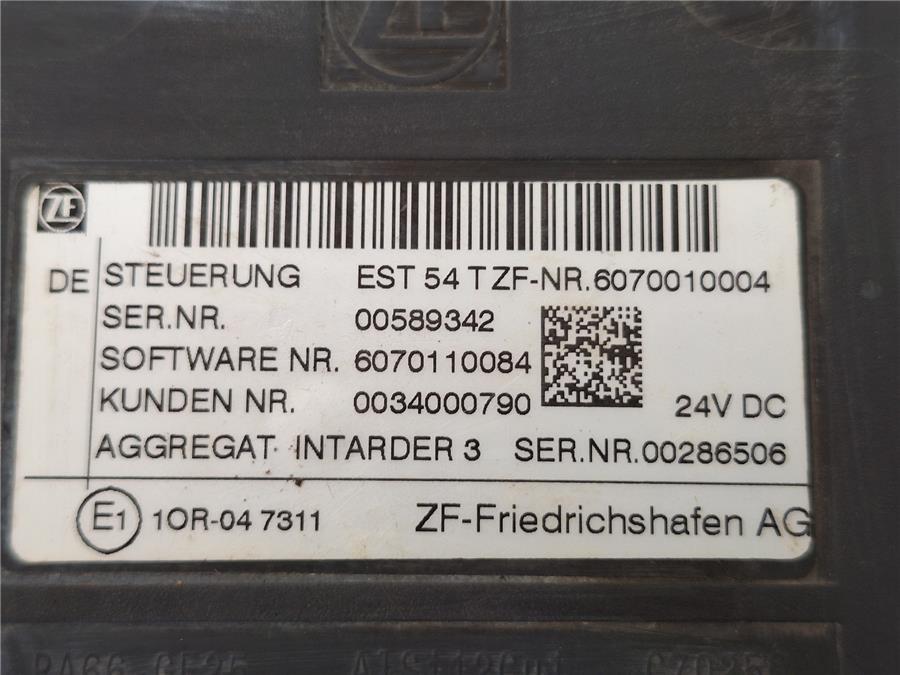 ZF
ZF
DE STEUERUNG EST 54 T ZF-NR.6070010004
SER.NR. 00589342
SOFTWARE NR. 6070110084
KUNDEN NR. 0034000790 24V DC
AGGREGAT· INTARDER 3 SER.NR.00286506
E1 10R-04 7311 ZF-Friedrichshafen AG